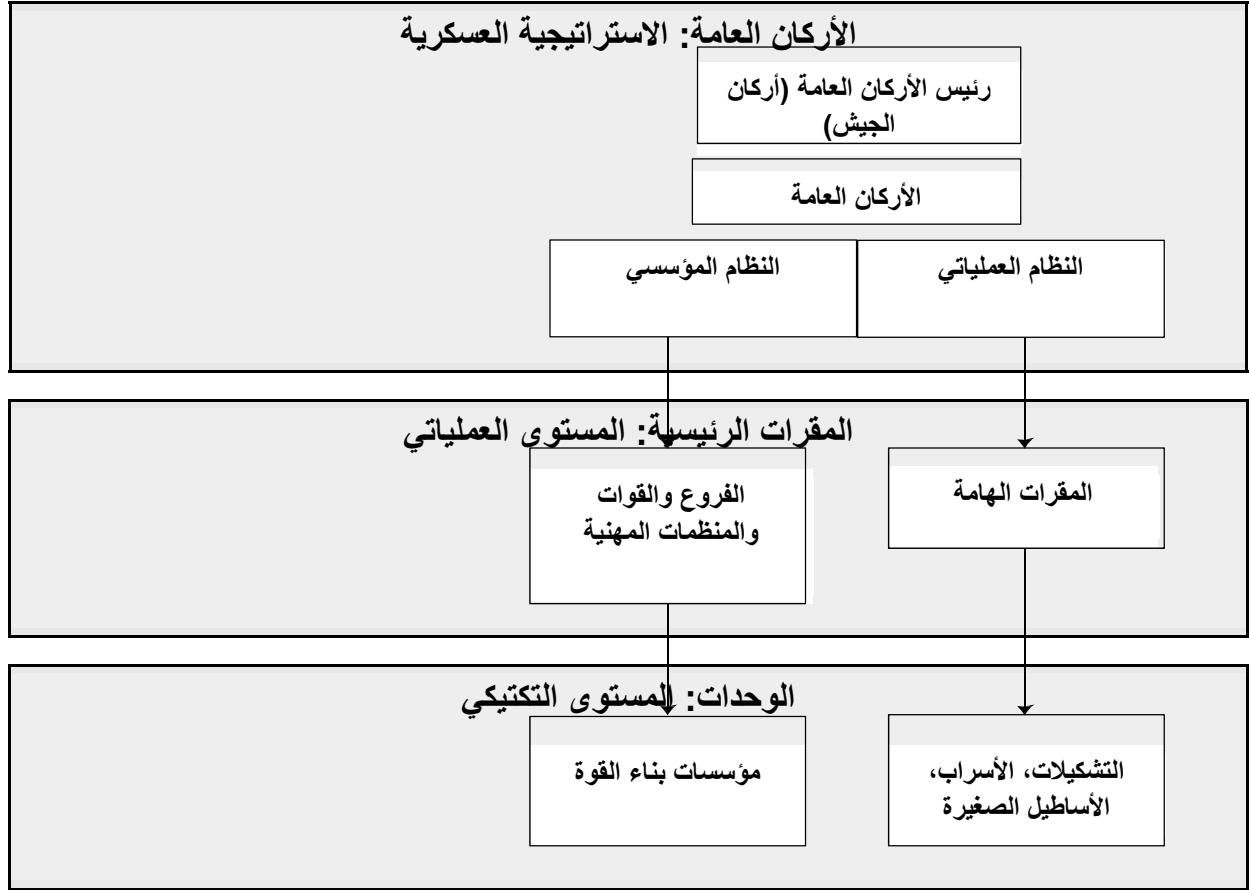 الأركان العامة: الاستراتيجية العسكرية
رئيس الأركان العامة (أركان
الجيش)
الأركان العامة
النظام العملياتي
النظام المؤسسي
المقرات الرئيسية: المستوى العملياتي
المقرات الهامة
الفروع والقوات
والمنظمات المهنية
الوحدات: المستوى التكتيكي
التشكيلات، الأسراب،
الأساطيل الصغيرة
مؤسسات بناء القوة